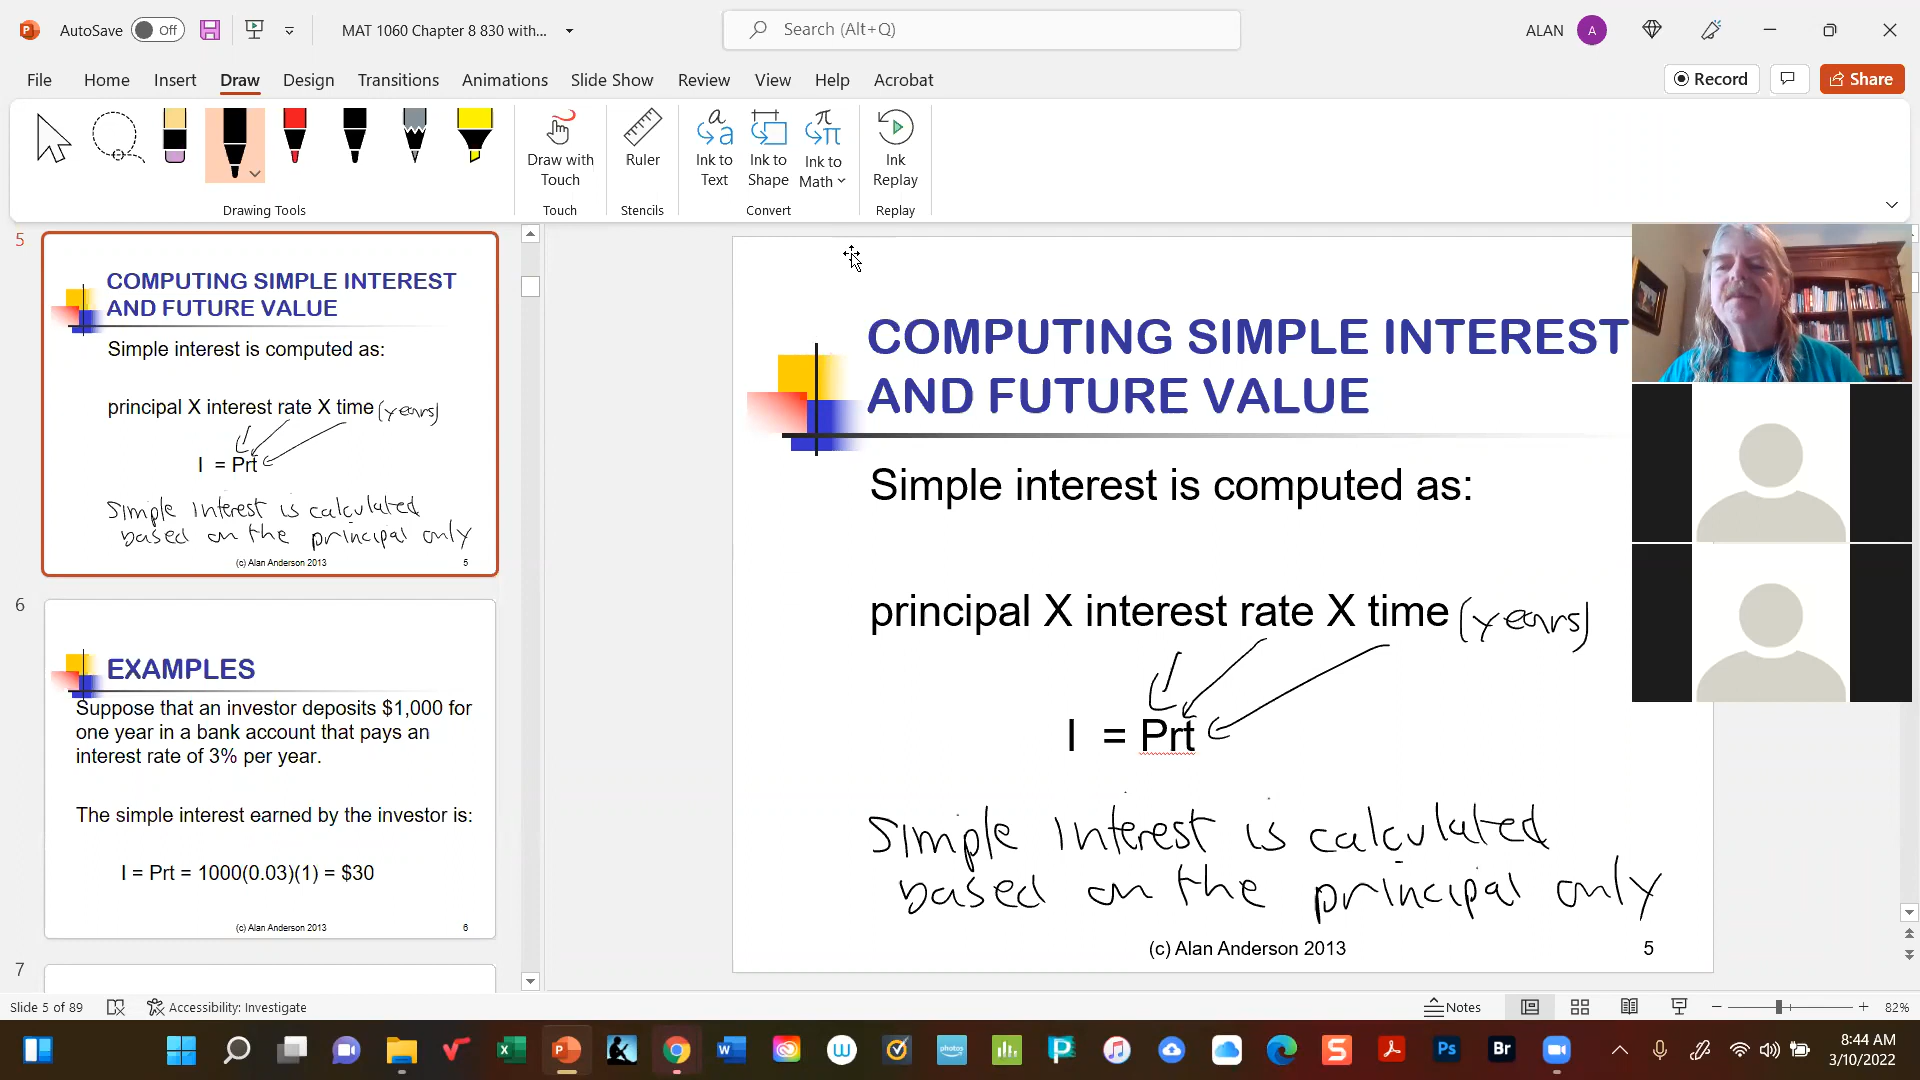 AutoSave Off
MAT 1060 Chapter 8 830 with...
Search (Alt+Q)
ALAN A
File Home Insert Draw Design Transitions Animations Slide Show Review View Help Acrobat
Record
Share
Draw with Touch
Ruler
Ink to Text
Ink to Shape
Ink to Math
Ink Replay
Drawing Tools
Touch
Stencils
Convert
Replay
5
COMPUTING SIMPLE INTEREST
AND FUTURE VALUE
Simple interest is computed as:
principal X interest rate X time (years)
I = Prt
Simple interest is calculated
based on the principal only
(c) Alan Anderson 2013 5
6
EXAMPLES
Suppose that an investor deposits $1,000 for
one year in a bank account that pays an
interest rate of 3% per year.
The simple interest earned by the investor is:
I = Prt = 1000(0.03)(1) = $30
(c) Alan Anderson 2013 6
7
COMPUTING SIMPLE INTEREST
AND FUTURE VALUE
Simple interest is computed as:
principal X interest rate X time (years)
I = Prt
Simple interest is calculated
based on the principal only
(c) Alan Anderson 2013 5
Slide 5 of 89
Accessibility: Investigate
Notes
82%
photos
Ps
Br
8:44 AM
3/10/2022